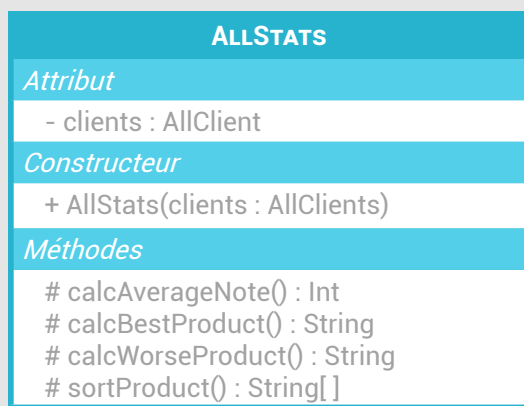 ALLSTATS
Attribut
- clients : AllClient
Constructeur
+ AllStats(clients : AllClients)
Méthodes
# calcAverageNote() : Int
# calcBestProduct() : String
# calcWorseProduct() : String
# sortProduct() : String[ ]